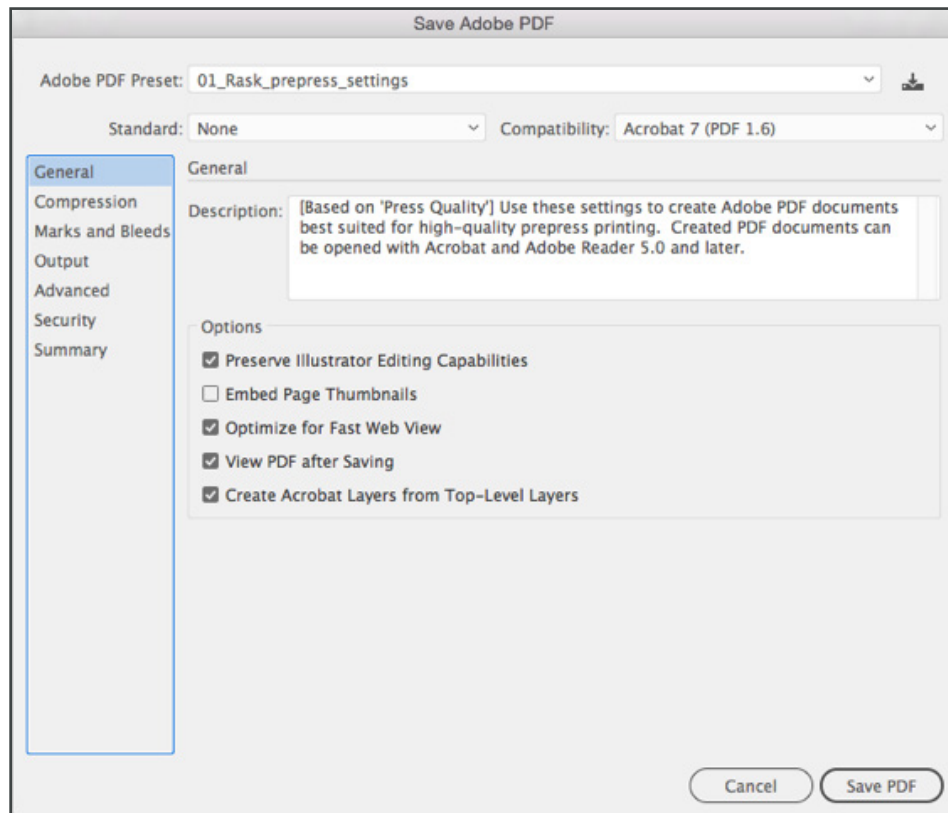 Save Adobe PDF
Adobe PDF Preset: 01_Rask_prepress_settings
Standard: None Compatibility: Acrobat 7 (PDF 1.6)
General
Compression
Marks and Bleeds
Output
Advanced
Security
Summary
General
Description: [Based on 'Press Quality'] Use these settings to create Adobe PDF documents
best suited for high-quality prepress printing. Created PDF documents can
be opened with Acrobat and Adobe Reader 5.0 and later.
Options
Preserve Illustrator Editing Capabilities
Embed Page Thumbnails
Optimize for Fast Web View
View PDF after Saving
Create Acrobat Layers from Top-Level Layers
Cancel Save PDF